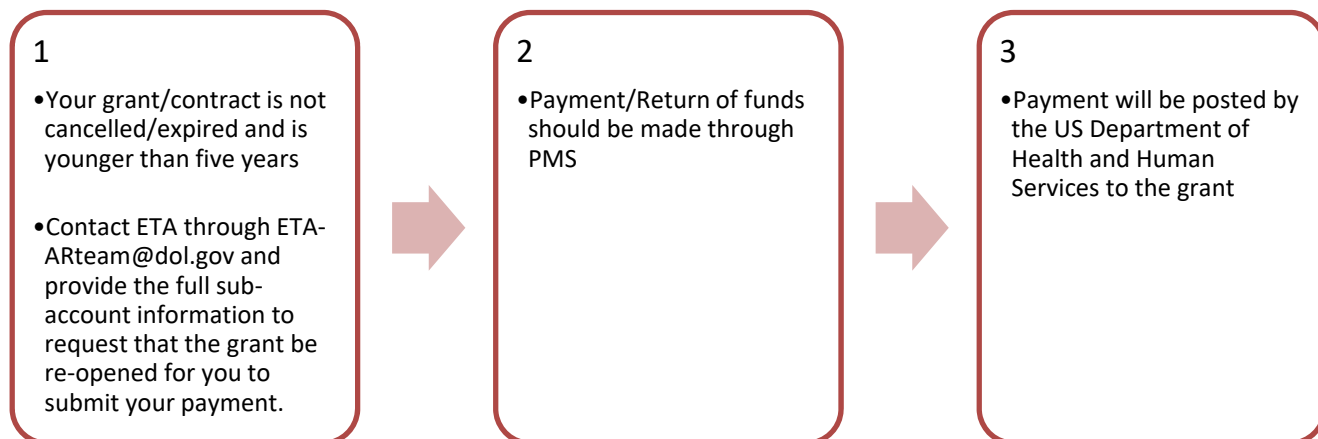 1
•Your grant/contract is not
cancelled/expired and is
younger than five years
•Contact ETA through ETA-
ARteam@dol.gov and
provide the full sub-
account information to
request that the grant be
re-opened for you to
submit your payment.
2
•Payment/Return of funds
should be made through
PMS
3
•Payment will be posted by
the US Department of
Health and Human
Services to the grant